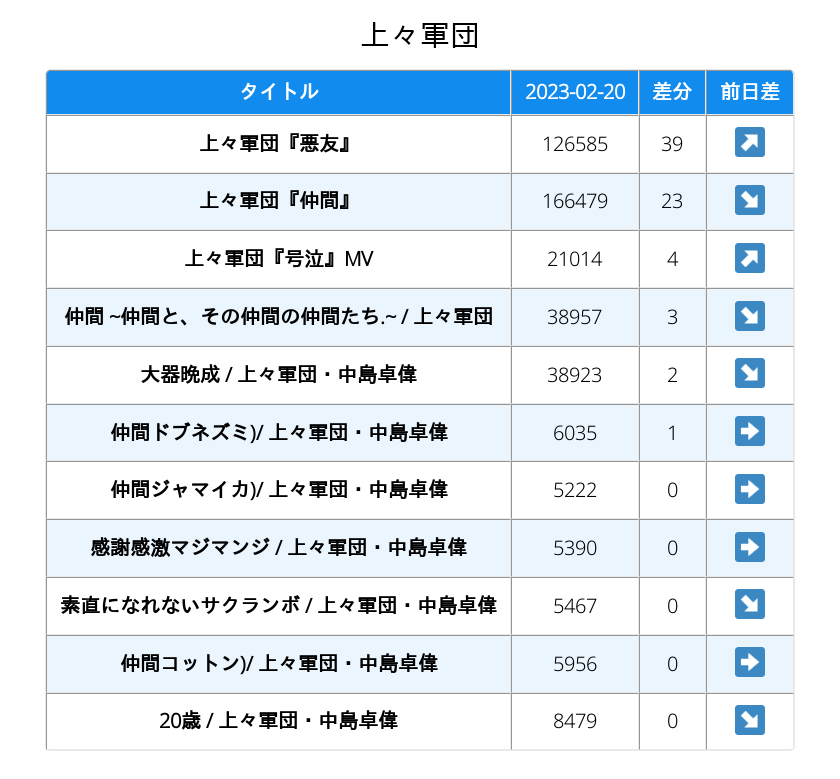 上々軍団
タイトル 2023-02-20 差分 前日差
上々軍団『悪友』 126585 39 ↗
上々軍団『仲間』 166479 23 ↘
上々軍団『号泣』MV 21014 4 ↗
仲間 ~仲間と、その仲間の仲間たち.~ / 上々軍団 38957 3 ↘
大器晩成 / 上々軍団・中島卓偉 38923 2 ↘
仲間ドブネズミ)/ 上々軍団・中島卓偉 6035 1 ➡
仲間ジャマイカ)/ 上々軍団・中島卓偉 5222 0 ➡
感謝感激マジマンジ / 上々軍団・中島卓偉 5390 0 ➡
素直になれないサクランボ / 上々軍団・中島卓偉 5467 0 ↘
仲間コットン)/ 上々軍団・中島卓偉 5956 0 ➡
20歳 / 上々軍団・中島卓偉 8479 0 ↘